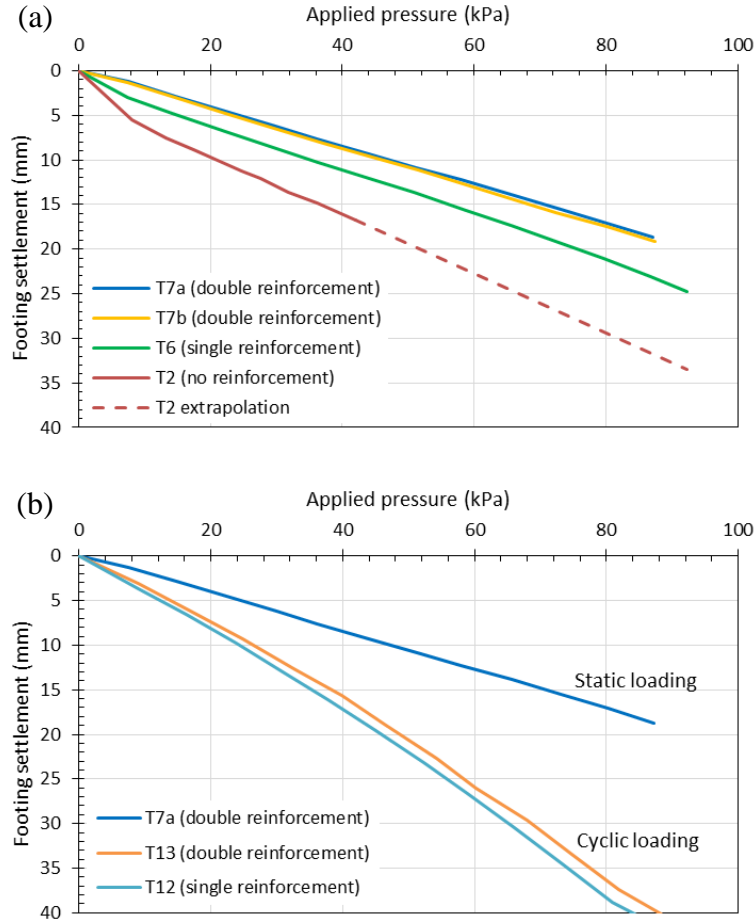 (a)
Applied pressure (kPa)
0 20 40 60 80 100
Footing settlement (mm)
0
5
10
15
20
25
30
35
40
T7a (double reinforcement)
T7b (double reinforcement)
T6 (single reinforcement)
T2 (no reinforcement)
T2 extrapolation
(b)
Applied pressure (kPa)
0 20 40 60 80 100
Footing settlement (mm)
0
5
10
15
20
25
30
35
40
Static loading
Cyclic loading
T7a (double reinforcement)
T13 (double reinforcement)
T12 (single reinforcement)